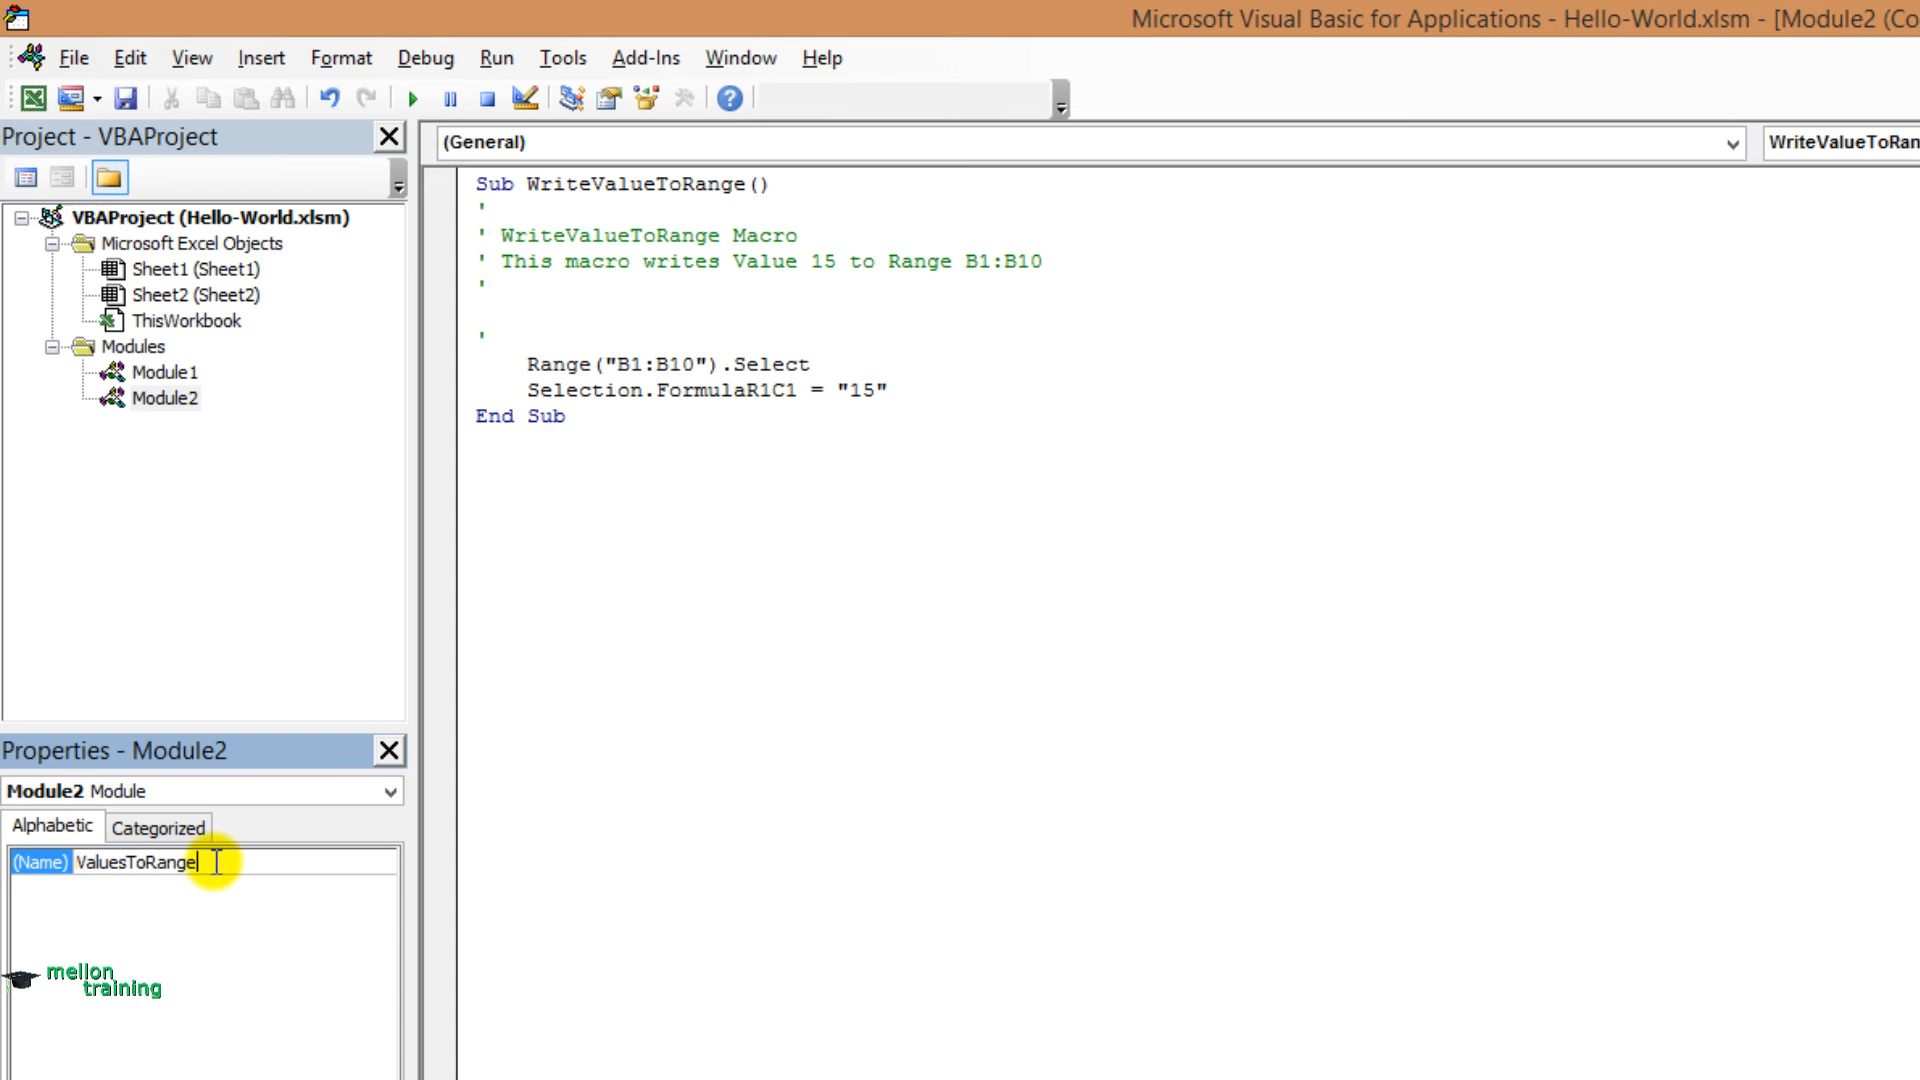 Microsoft Visual Basic for Applications - Hello-World.xlsm - [Module2 (Co
File Edit View Insert Format Debug Run Tools Add-Ins Window Help
Project - VBAProject
(General)
WriteValueToRan
VBAProject (Hello-World.xlsm)
Microsoft Excel Objects
Sheet1 (Sheet1)
Sheet2 (Sheet2)
ThisWorkbook
Modules
Module1
Module2
Sub WriteValueToRange()
'
' WriteValueToRange Macro
' This macro writes Value 15 to Range B1:B10
'
'
Range("B1:B10").Select
Selection.FormulaR1C1 = "15"
End Sub
Properties - Module2
Module2 Module
Alphabetic Categorized
(Name) ValuesToRange
mellon
training